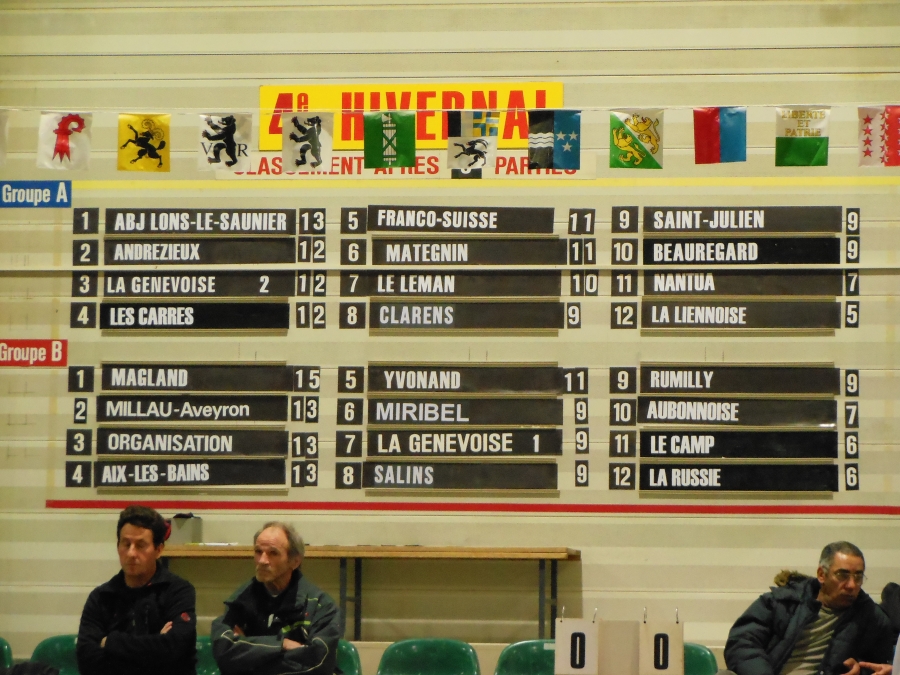 4e HIVERNAL
CLASSEMENT APRES PARTIES
LIBERTÉ
ET
PATRIE
Groupe A
1 ABJ LONS-LE-SAUNIER 13 5 FRANCO-SUISSE 11 9 SAINT-JULIEN 9
2 ANDREZIEUX 12 6 MATEGNIN 11 10 BEAUREGARD 9
3 LA GENEVOISE 2 12 7 LE LEMAN 10 11 NANTUA 7
4 LES CARRES 12 8 CLARENS 9 12 LA LIENNOISE 5
Groupe B
1 MAGLAND 15 5 YVONAND 11 9 RUMILLY 9
2 MILLAU-Aveyron 13 6 MIRIBEL 9 10 AUBONNOISE 7
3 ORGANISATION 13 7 LA GENEVOISE 1 9 11 LE CAMP 6
4 AIX-LES-BAINS 13 8 SALINS 9 12 LA RUSSIE 6
0 0